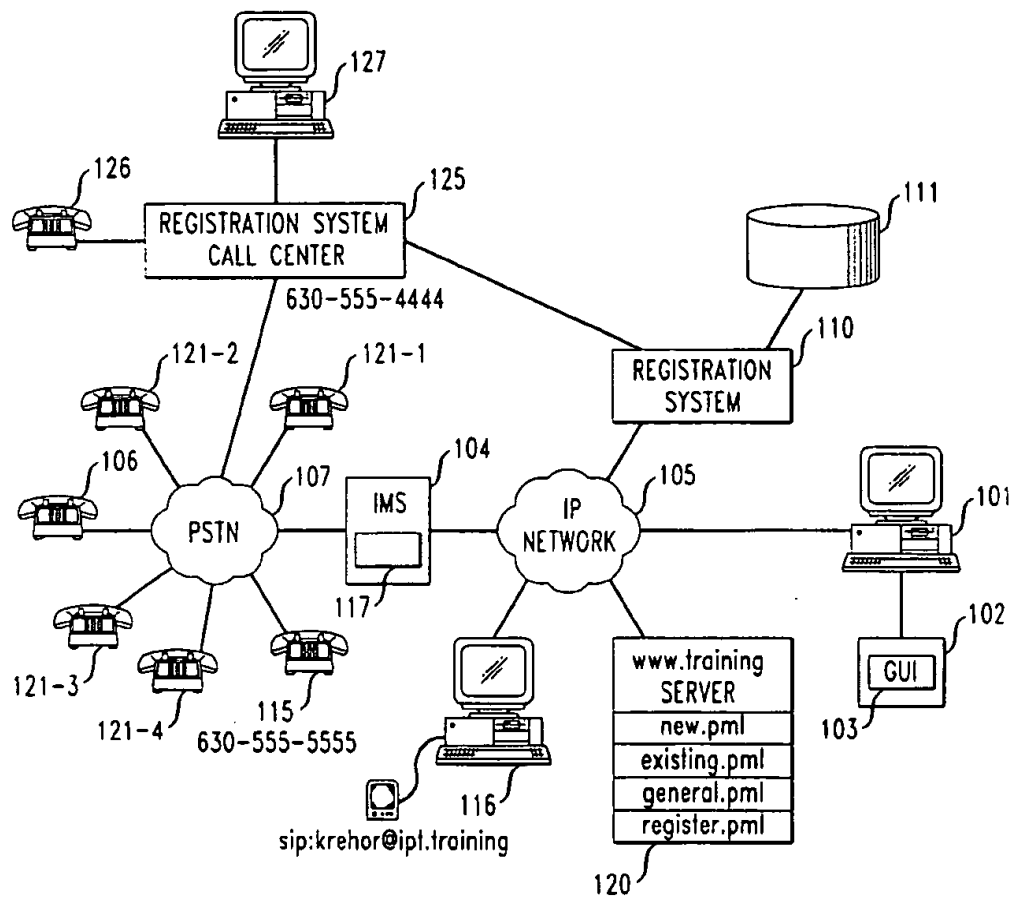 127
126
125
REGISTRATION SYSTEM
CALL CENTER
111
630-555-4444
110
121-2
121-1
REGISTRATION
SYSTEM
106
107
104
105
101
IMS
PSTN
IP
NETWORK
117
102
www.training
SERVER
GUI
121-3
121-4
115
630-555-5555
new.pml
103
existing.pml
116
general.pml
sip:krehor@ipt.training
register.pml
120